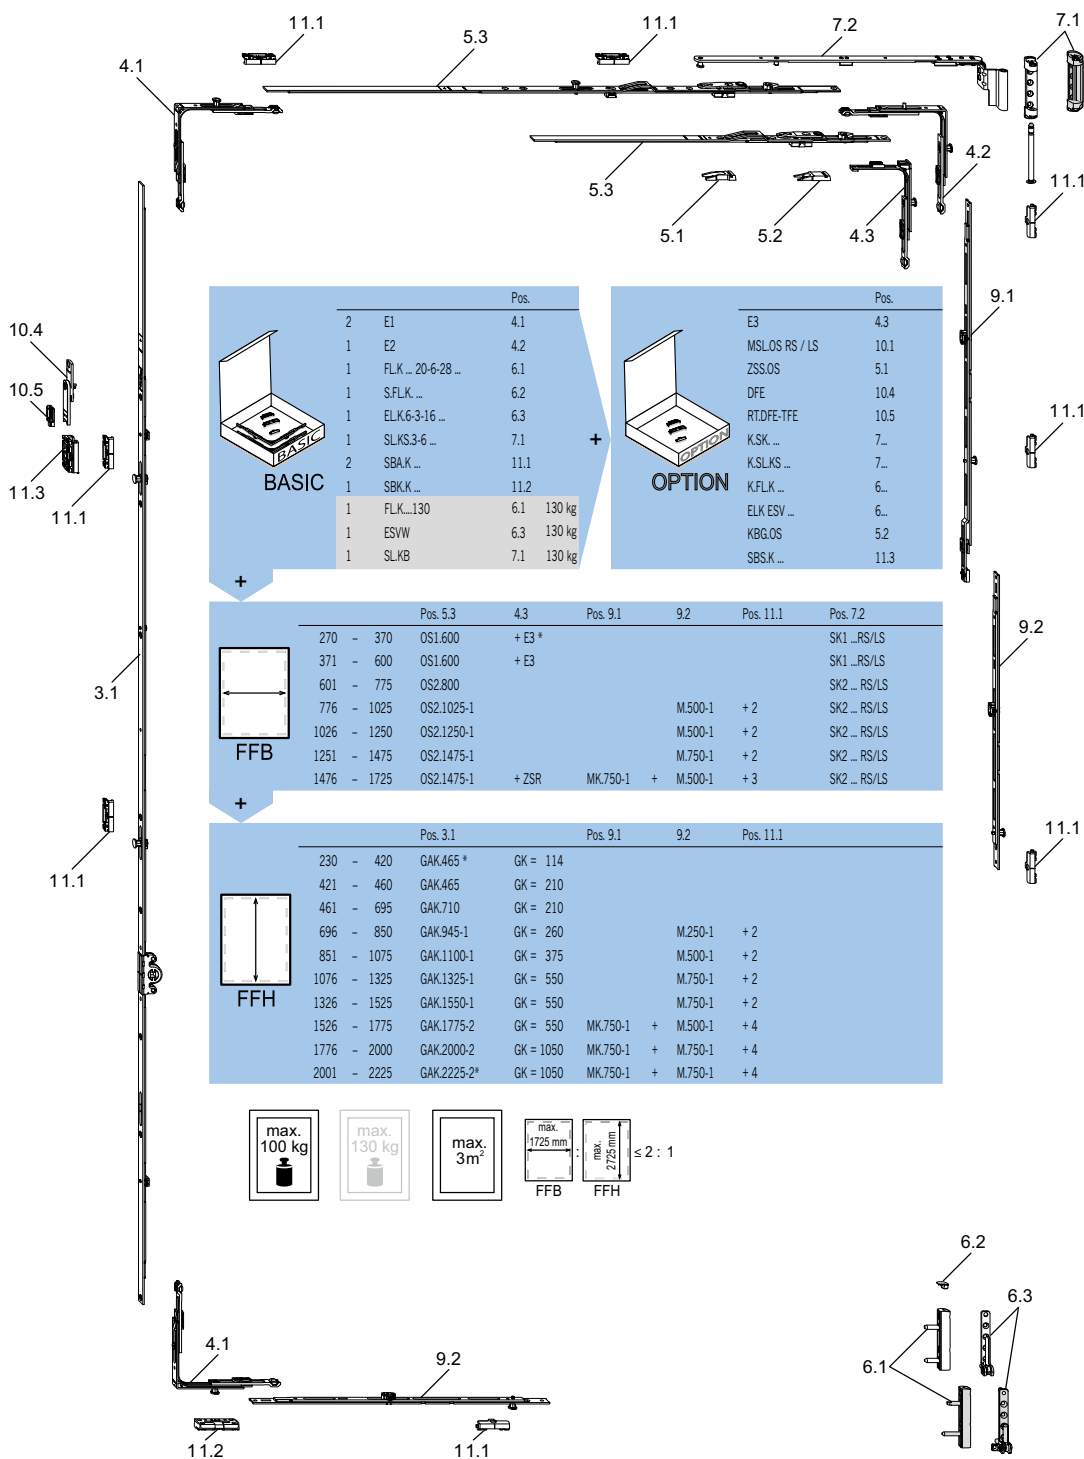 11.1
11.1
7.2
7.1
5.3
4.1
5.3
4.2
11.1
5.1
5.2
4.3
9.1
10.4
10.5
11.3
11.1
11.1
Pos.
2 E1 4.1
1 E2 4.2
1 FL.K ... 20-6-28 ... 6.1
1 S.FL.K. ... 6.2
1 EL.K.6-3-16 ... 6.3
1 SL.KS.3-6 ... 7.1
2 SBA.K ... 11.1
1 SBK.K ... 11.2
1 FL.K....130 6.1 130 kg
1 ESVW 6.3 130 kg
1 SL.KB 7.1 130 kg
BASIC
BASIC
+
Pos.
E3 4.3
MSL.OS RS / LS 10.1
ZSS.OS 5.1
DFE 10.4
RT.DFE-TFE 10.5
K.SK. ... 7...
K.SL.KS ... 7...
K.FL.K ... 6...
ELK ESV ... 6...
KBG.OS 5.2
SBS.K ... 11.3
OPTION
OPTION
+
Pos. 5.3 4.3 Pos. 9.1 9.2 Pos. 11.1 Pos. 7.2
270 – 370 OS1.600 + E3 * SK1 ...RS/LS
371 – 600 OS1.600 + E3 SK1 ...RS/LS
601 – 775 OS2.800 SK2 ... RS/LS
776 – 1025 OS2.1025-1 M.500-1 + 2 SK2 ... RS/LS
1026 – 1250 OS2.1250-1 M.500-1 + 2 SK2 ... RS/LS
1251 – 1475 OS2.1475-1 M.750-1 + 2 SK2 ... RS/LS
1476 – 1725 OS2.1475-1 + ZSR MK.750-1 + M.500-1 + 3 SK2 ... RS/LS
FFB
9.2
3.1
+
11.1
11.1
Pos. 3.1 Pos. 9.1 9.2 Pos. 11.1
230 – 420 GAK.465 * GK = 114
421 – 460 GAK.465 GK = 210
461 – 695 GAK.710 GK = 210
696 – 850 GAK.945-1 GK = 260 M.250-1 + 2
851 – 1075 GAK.1100-1 GK = 375 M.500-1 + 2
1076 – 1325 GAK.1325-1 GK = 550 M.750-1 + 2
1326 – 1525 GAK.1550-1 GK = 550 M.750-1 + 2
1526 – 1775 GAK.1775-2 GK = 550 MK.750-1 + M.500-1 + 4
1776 – 2000 GAK.2000-2 GK = 1050 MK.750-1 + M.750-1 + 4
2001 – 2225 GAK.2225-2* GK = 1050 MK.750-1 + M.750-1 + 4
FFH
max.
100 kg
max.
130 kg
max.
3m²
max.
1725 mm
FFB
:
max.
2725 mm
FFH
≤ 2 : 1
6.2
6.3
6.1
4.1
9.2
11.2
11.1